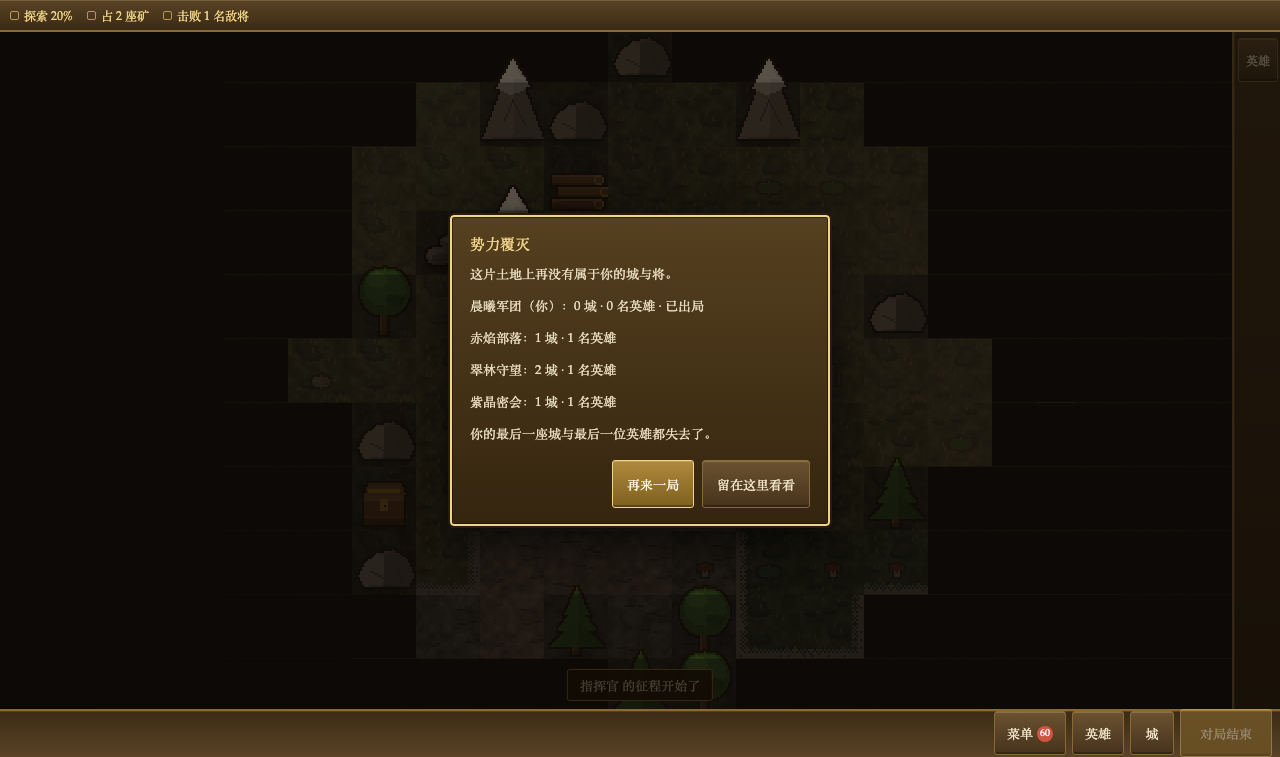 探索 20% 占 2 座矿 击败 1 名敌将
英雄
势力覆灭
这片土地上再没有属于你的城与将。
晨曦军团（你）：0 城 · 0 名英雄 · 已出局
赤焰部落：1 城 · 1 名英雄
翠林守望：2 城 · 1 名英雄
紫晶密会：1 城 · 1 名英雄
你的最后一座城与最后一位英雄都失去了。
再来一局 留在这里看看
指挥官 的征程开始了
菜单 60 英雄 城 对局结束